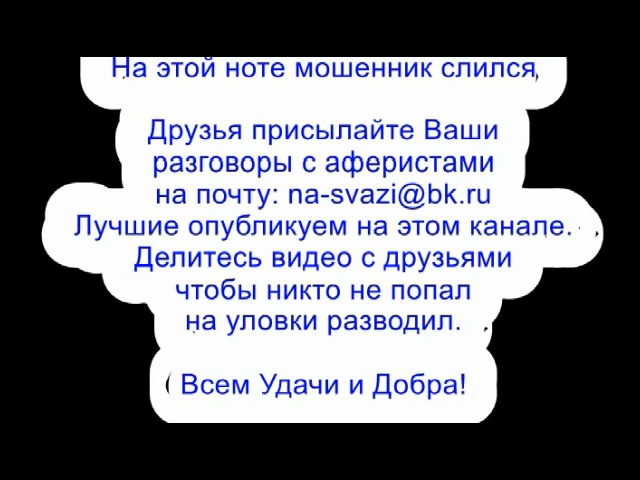 На этой ноте мошенник слился,
Друзья присылайте Ваши
разговоры с аферистами
на почту: na-svazi@bk.ru
Лучшие опубликуем на этом канале.
Делитесь видео с друзьями
чтобы никто не попал
на уловки разводил.
Всем Удачи и Добра!